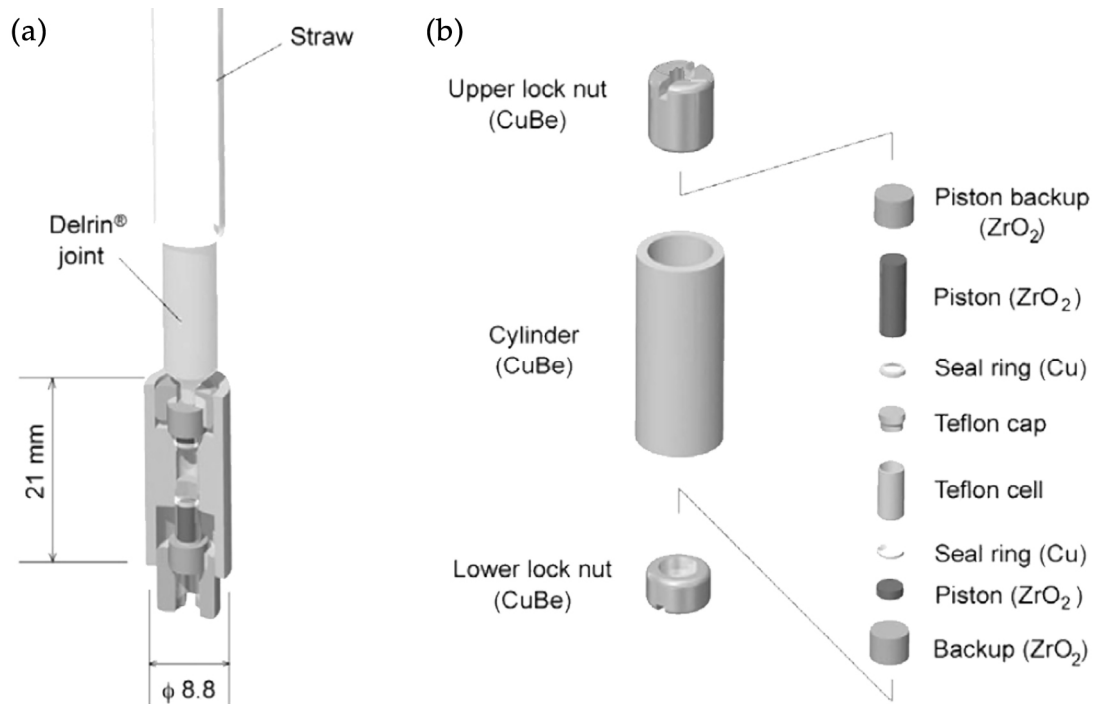 (a)
Straw
Delrin®
joint
21 mm
ϕ 8.8
(b)
Upper lock nut
(CuBe)
Cylinder
(CuBe)
Lower lock nut
(CuBe)
Piston backup
(ZrO₂)
Piston (ZrO₂)
Seal ring (Cu)
Teflon cap
Teflon cell
Seal ring (Cu)
Piston (ZrO₂)
Backup (ZrO₂)